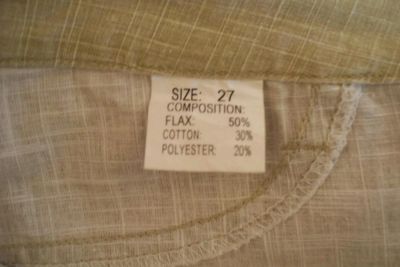 SIZE: 27
COMPOSITION:
FLAX: 50%
COTTON: 30%
POLYESTER: 20%